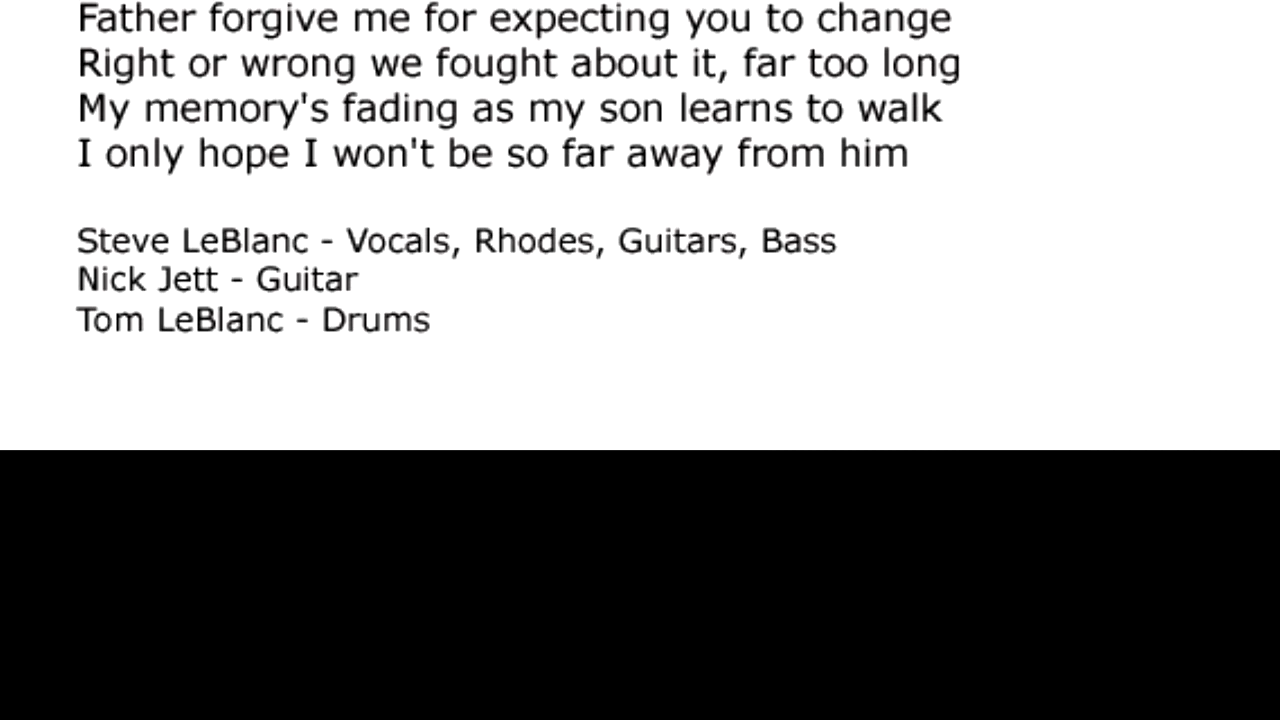 Father forgive me for expecting you to change
Right or wrong we fought about it, far too long
My memory's fading as my son learns to walk
I only hope I won't be so far away from him
Steve LeBlanc - Vocals, Rhodes, Guitars, Bass
Nick Jett - Guitar
Tom LeBlanc - Drums